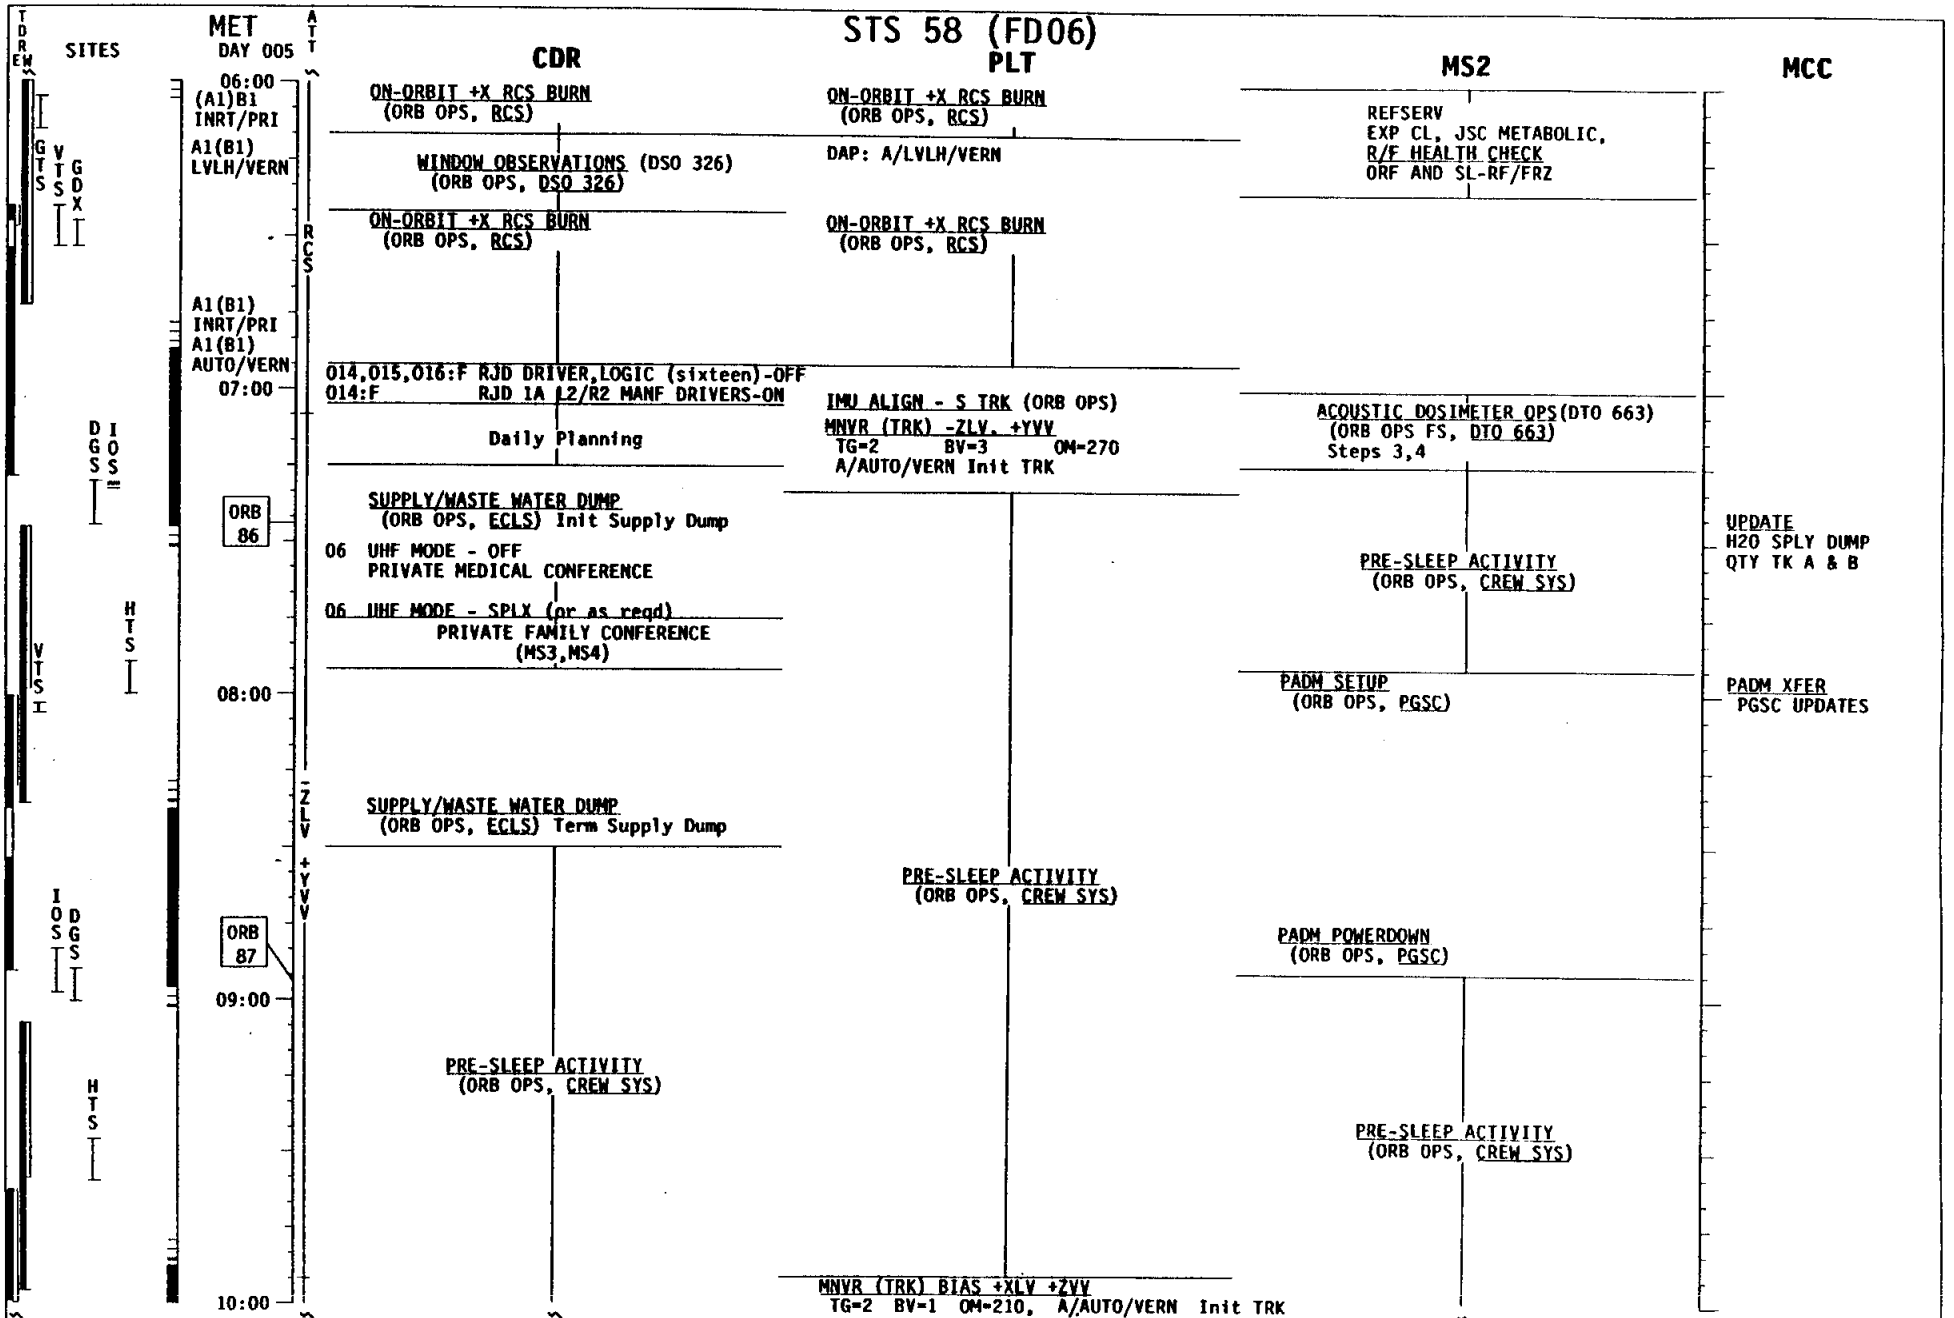 STS 58 (FD06)
TDRE W
SITES
MET
DAY 005
ATT
CDR
PLT
MS2
MCC
06:00
(A1)B1
INRT/PRI
A1(B1)
LVLH/VERN
GTS
VTS
GDX
A1(B1)
INRT/PRI
A1(B1)
AUTO/VERN
07:00
DGS
IOS
ORB
86
HTS
VTS
08:00
IOS
DGS
ORB
87
09:00
HTS
10:00
RCS
-ZLV +YVV
ON-ORBIT +X RCS BURN
(ORB OPS, RCS)
WINDOW OBSERVATIONS (DSO 326)
(ORB OPS, DSO 326)
ON-ORBIT +X RCS BURN
(ORB OPS, RCS)
014,015,016:F RJD DRIVER,LOGIC (sixteen)-OFF
014:F RJD 1A L2/R2 MANF DRIVERS-ON
Daily Planning
SUPPLY/WASTE WATER DUMP
(ORB OPS, ECLS) Init Supply Dump
06 UHF MODE - OFF
PRIVATE MEDICAL CONFERENCE
06 UHF MODE - SPLX (or as reqd)
PRIVATE FAMILY CONFERENCE
(MS3,MS4)
SUPPLY/WASTE WATER DUMP
(ORB OPS, ECLS) Term Supply Dump
PRE-SLEEP ACTIVITY
(ORB OPS, CREW SYS)
ON-ORBIT +X RCS BURN
(ORB OPS, RCS)
DAP: A/LVLH/VERN
ON-ORBIT +X RCS BURN
(ORB OPS, RCS)
IMU ALIGN - S TRK (ORB OPS)
MNVR (TRK) -ZLV, +YVV
TG=2 BV=3 OM=270
A/AUTO/VERN Init TRK
PRE-SLEEP ACTIVITY
(ORB OPS, CREW SYS)
MNVR (TRK) BIAS +XLV +ZVV
TG=2 BV=1 OM=210, A/AUTO/VERN Init TRK
REFSERV
EXP CL, JSC METABOLIC,
R/F HEALTH CHECK
ORF AND SL-RF/FRZ
ACOUSTIC DOSIMETER OPS(DTO 663)
(ORB OPS FS, DTO 663)
Steps 3,4
PRE-SLEEP ACTIVITY
(ORB OPS, CREW SYS)
PADM SETUP
(ORB OPS, PGSC)
PADM POWERDOWN
(ORB OPS, PGSC)
PRE-SLEEP ACTIVITY
(ORB OPS, CREW SYS)
UPDATE
H2O SPLY DUMP
QTY TK A & B
PADM XFER
PGSC UPDATES